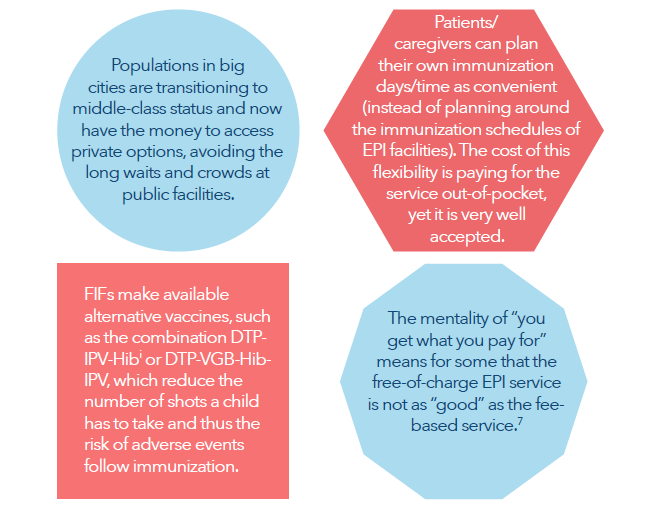 Populations in big
cities are transitioning to
middle-class status and now
have the money to access
private options, avoiding the
long waits and crowds at
public facilities.
Patients/
caregivers can plan
their own immunization
days/time as convenient
(instead of planning around
the immunization schedules of
EPI facilities). The cost of this
flexibility is paying for the
service out-of-pocket,
yet it is very well
accepted.
FIFs make available
alternative vaccines, such
as the combination DTP-
IPV-Hibⁱ or DTP-VGB-Hib-
IPV, which reduce the
number of shots a child
has to take and thus the
risk of adverse events
follow immunization.
The mentality of “you
get what you pay for”
means for some that the
free-of-charge EPI service
is not as “good” as the fee-
based service.⁷